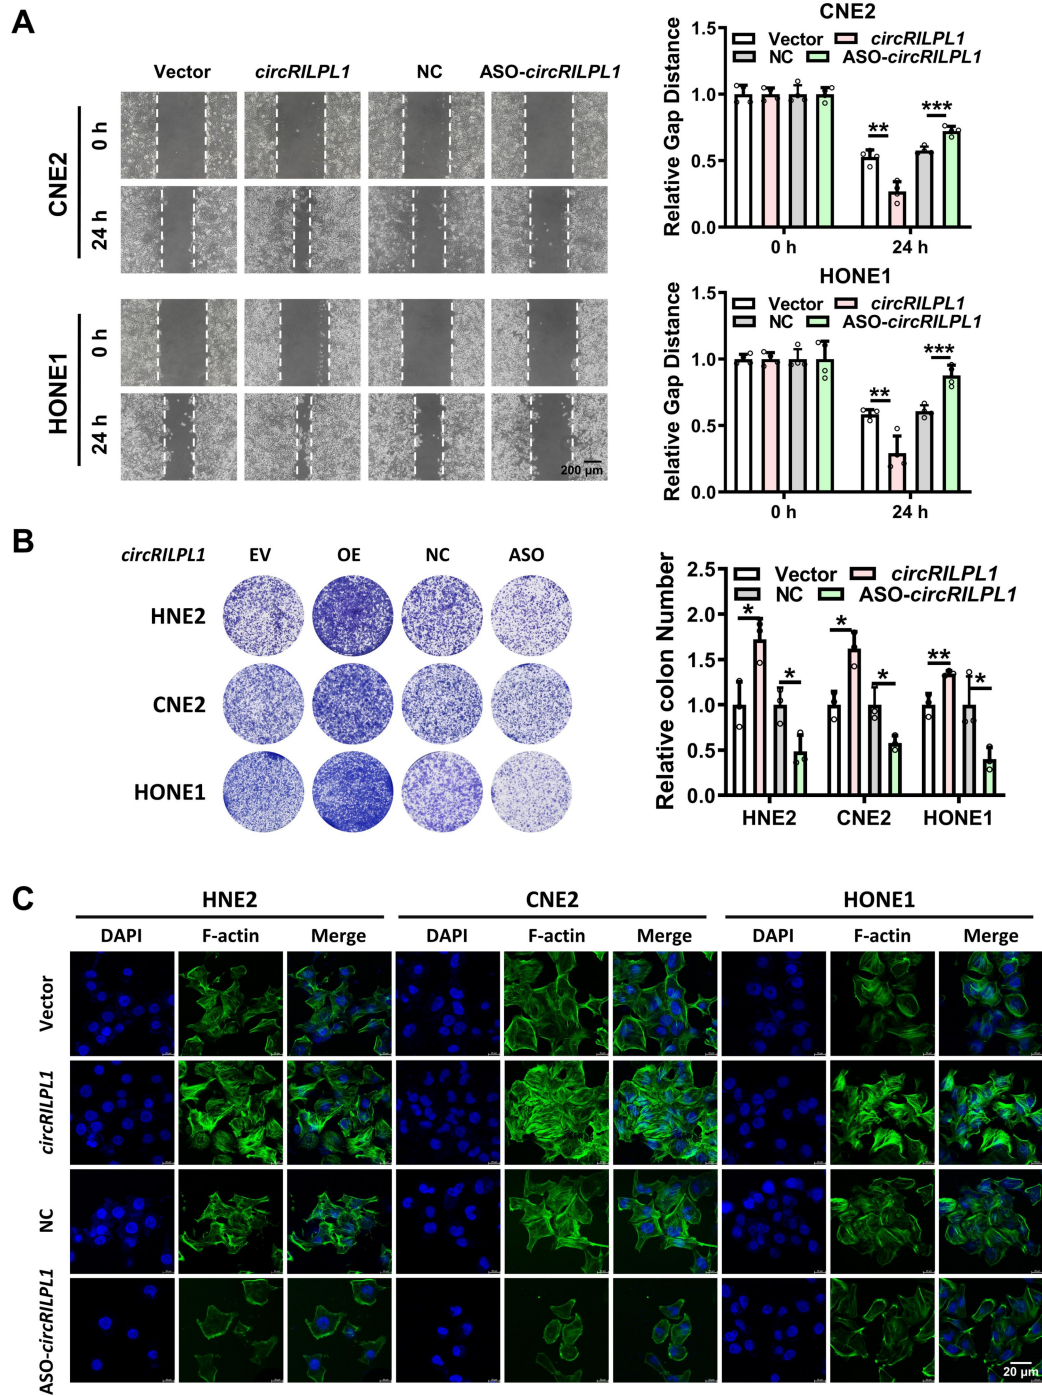 A
Vector circRILPL1 NC ASO-circRILPL1
CNE2
0 h
24 h
HONE1
0 h
24 h
200 μm
CNE2
Vector circRILPL1
NC ASO-circRILPL1
Relative Gap Distance
1.5
1.0
0.5
0.0
** ***
0 h 24 h
HONE1
Vector circRILPL1
NC ASO-circRILPL1
Relative Gap Distance
1.5
1.0
0.5
0.0
** ***
0 h 24 h
B
circRILPL1 EV OE NC ASO
HNE2
CNE2
HONE1
Vector circRILPL1
NC ASO-circRILPL1
Relative colon Number
2.5
2.0
1.5
1.0
0.5
0.0
* * * * ** *
HNE2 CNE2 HONE1
C
HNE2 CNE2 HONE1
DAPI F-actin Merge DAPI F-actin Merge DAPI F-actin Merge
Vector
circRILPL1
NC
ASO-circRILPL1
20 μm